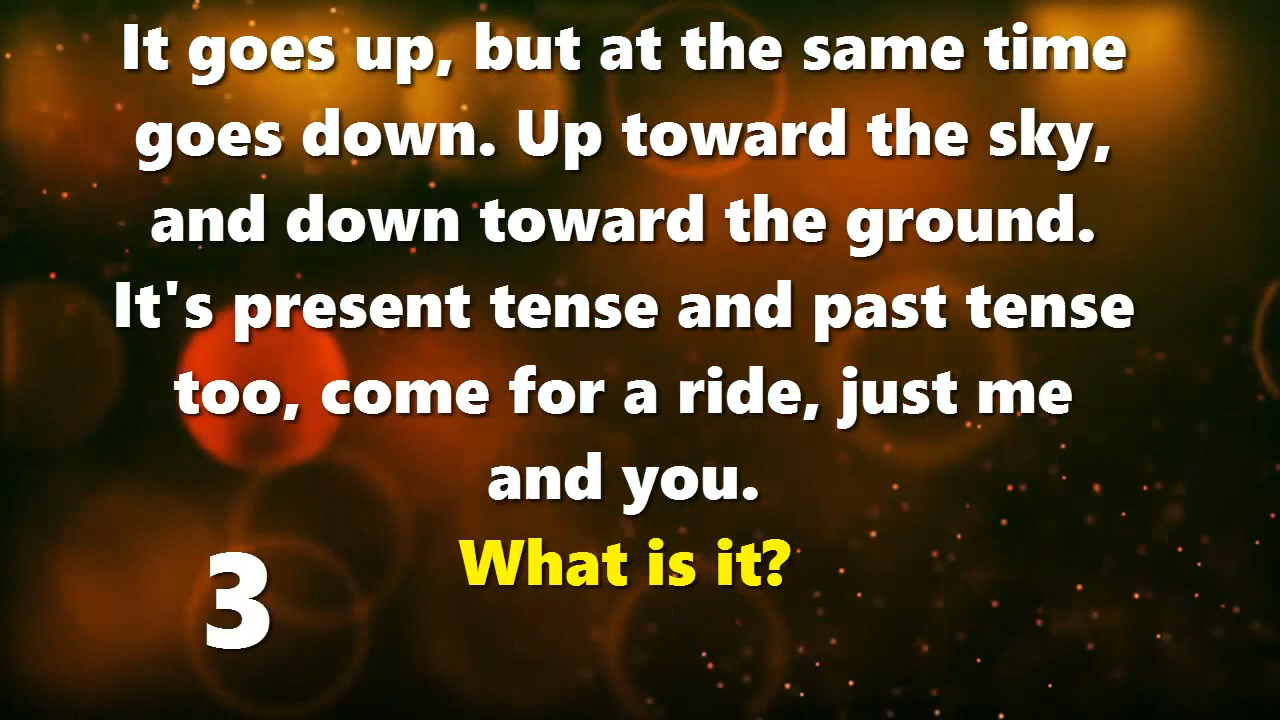 It goes up, but at the same time
goes down. Up toward the sky,
and down toward the ground.
It's present tense and past tense
too, come for a ride, just me
and you.
What is it?
3